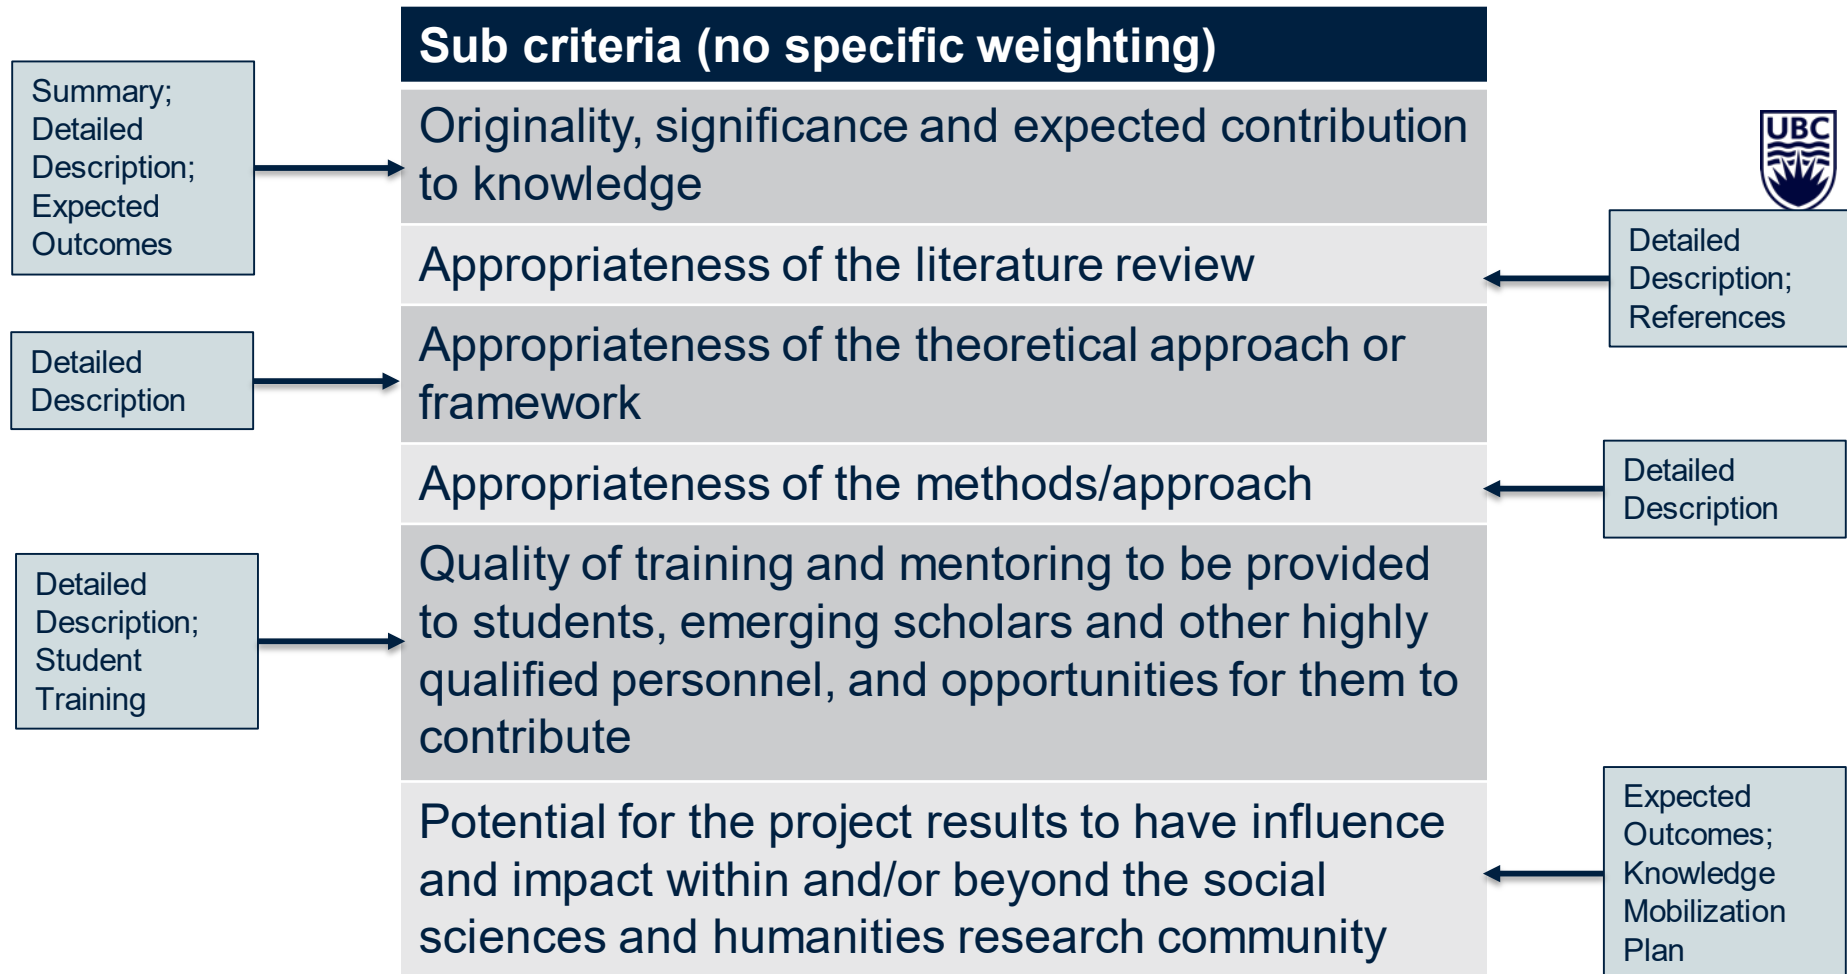 Sub criteria (no specific weighting)
Summary;
Detailed
Description;
Expected
Outcomes
Originality, significance and expected contribution
to knowledge
UBC
Appropriateness of the literature review
Detailed
Description;
References
Detailed
Description
Appropriateness of the theoretical approach or
framework
Appropriateness of the methods/approach
Detailed
Description
Detailed
Description;
Student
Training
Quality of training and mentoring to be provided
to students, emerging scholars and other highly
qualified personnel, and opportunities for them to
contribute
Potential for the project results to have influence
and impact within and/or beyond the social
sciences and humanities research community
Expected
Outcomes;
Knowledge
Mobilization
Plan